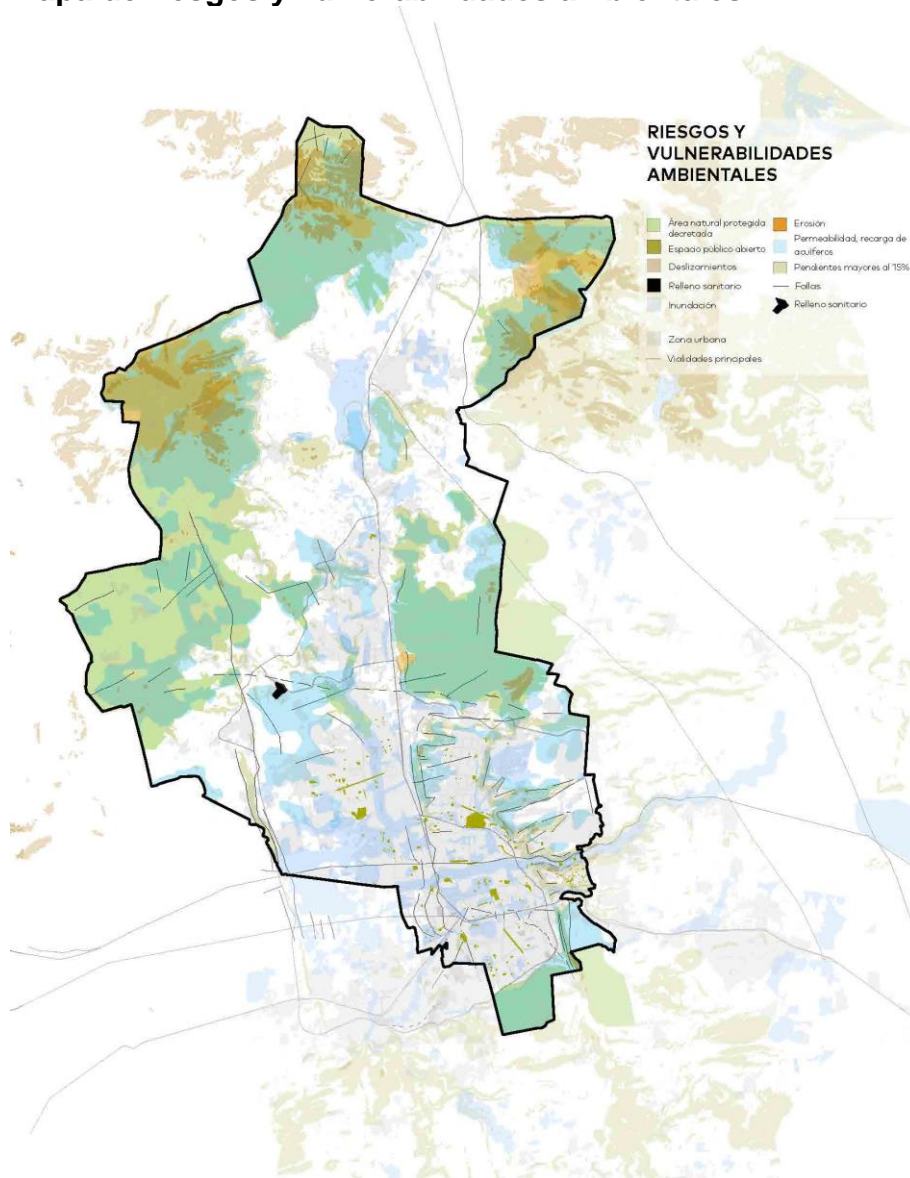 RIESGOS Y
VULNERABILIDADES
AMBIENTALES
Área natural protegida
decretada
Espacio público abierto
Deslizamientos
Relleno sanitario
Inundación
Zona urbana
Vialidades principales
Erosión
Permeabilidad, recarga de
acuíferos
Pendientes mayores al 15%
Fallas
Relleno sanitario